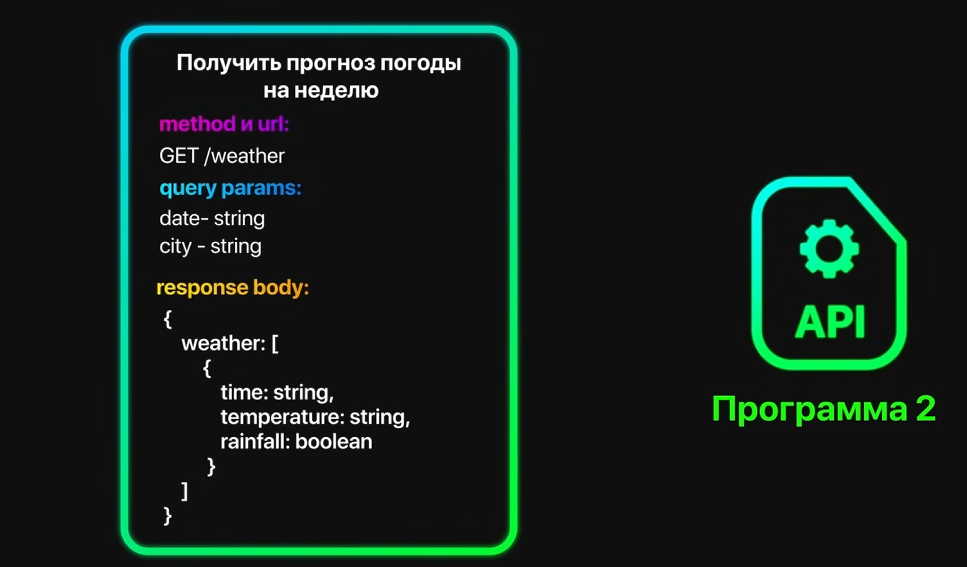 Получить прогноз погоды
на неделю
method и url:
GET /weather
query params:
date- string
city - string
response body:
{
weather: [
{
time: string,
temperature: string,
rainfall: boolean
}
]
}
API
Программа 2